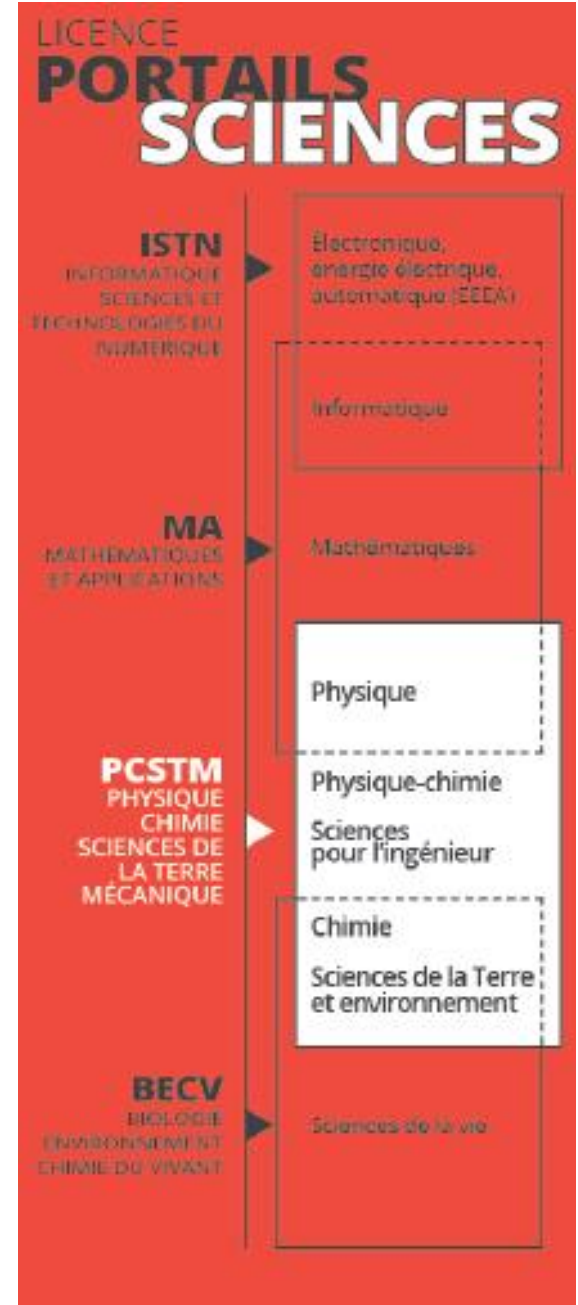 LICENCE
PORTAILS
SCIENCES
ISTN
INFORMATIQUE
SCIENCES ET
TECHNOLOGIES DU
NUMÉRIQUE
Électronique,
énergie électrique,
automatique (EEEA)
Informatique
MA
MATHÉMATIQUES
ET APPLICATIONS
Mathématiques
Physique
PCSTM
PHYSIQUE
CHIMIE
SCIENCES DE
LA TERRE
MÉCANIQUE
Physique-chimie
Sciences
pour l'ingénieur
Chimie
Sciences de la Terre
et environnement
BECV
BIOLOGIE
ENVIRONNEMENT
CHIMIE DU VIVANT
Sciences de la vie